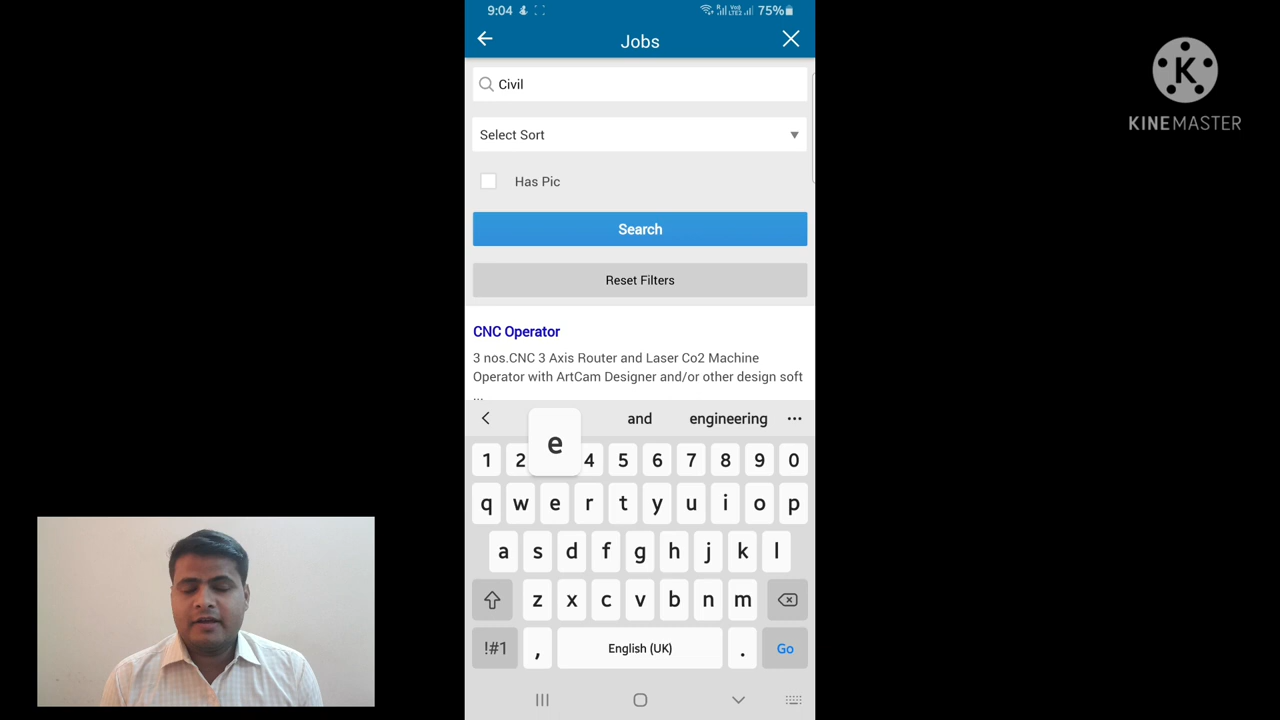 9:04
75%
Jobs
Civil
Select Sort
Has Pic
Search
Reset Filters
CNC Operator
3 nos.CNC 3 Axis Router and Laser Co2 Machine
Operator with ArtCam Designer and/or other design soft
...
e and engineering ...
1 2 4 5 6 7 8 9 0
q w e r t y u i o p
a s d f g h j k l
z x c v b n m
!#1 , English (UK) . Go
K
KINEMASTER